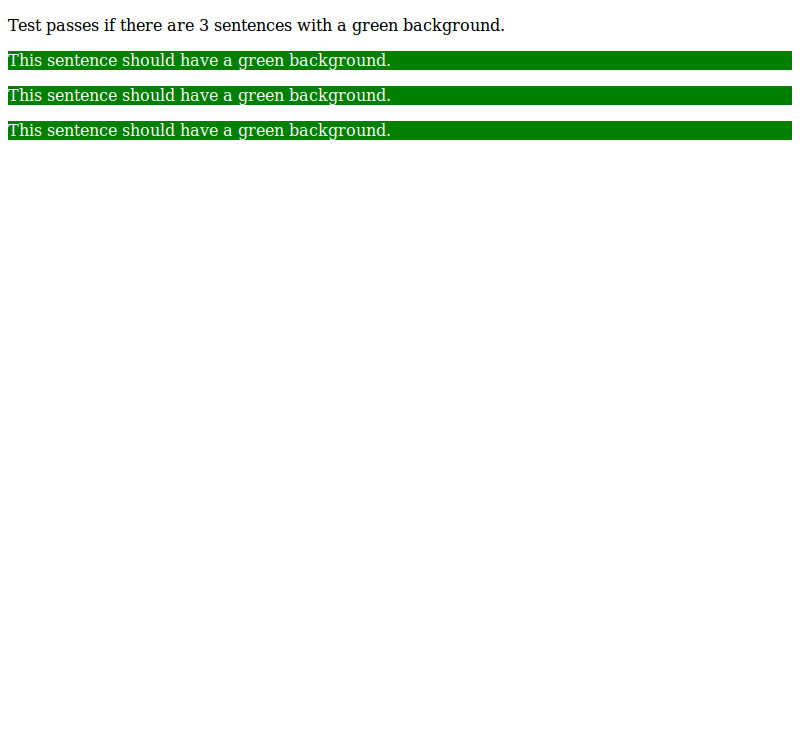 Test passes if there are 3 sentences with a green background.
This sentence should have a green background.
This sentence should have a green background.
This sentence should have a green background.